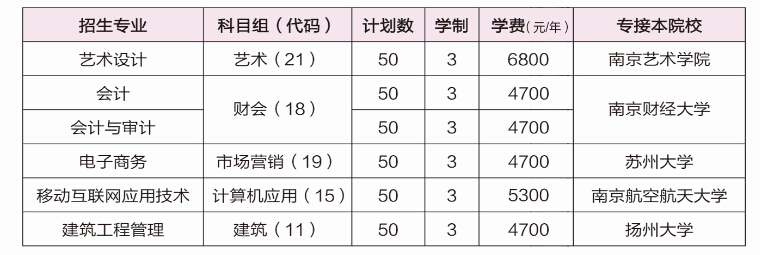 招生专业 科目组（代码） 计划数 学制 学费（元/年） 专接本院校
艺术设计 艺术（21） 50 3 6800 南京艺术学院
会计 财会（18） 50 3 4700 南京财经大学
会计与审计 50 3 4700
电子商务 市场营销（19） 50 3 4700 苏州大学
移动互联网应用技术 计算机应用（15） 50 3 5300 南京航空航天大学
建筑工程管理 建筑（11） 50 3 4700 扬州大学